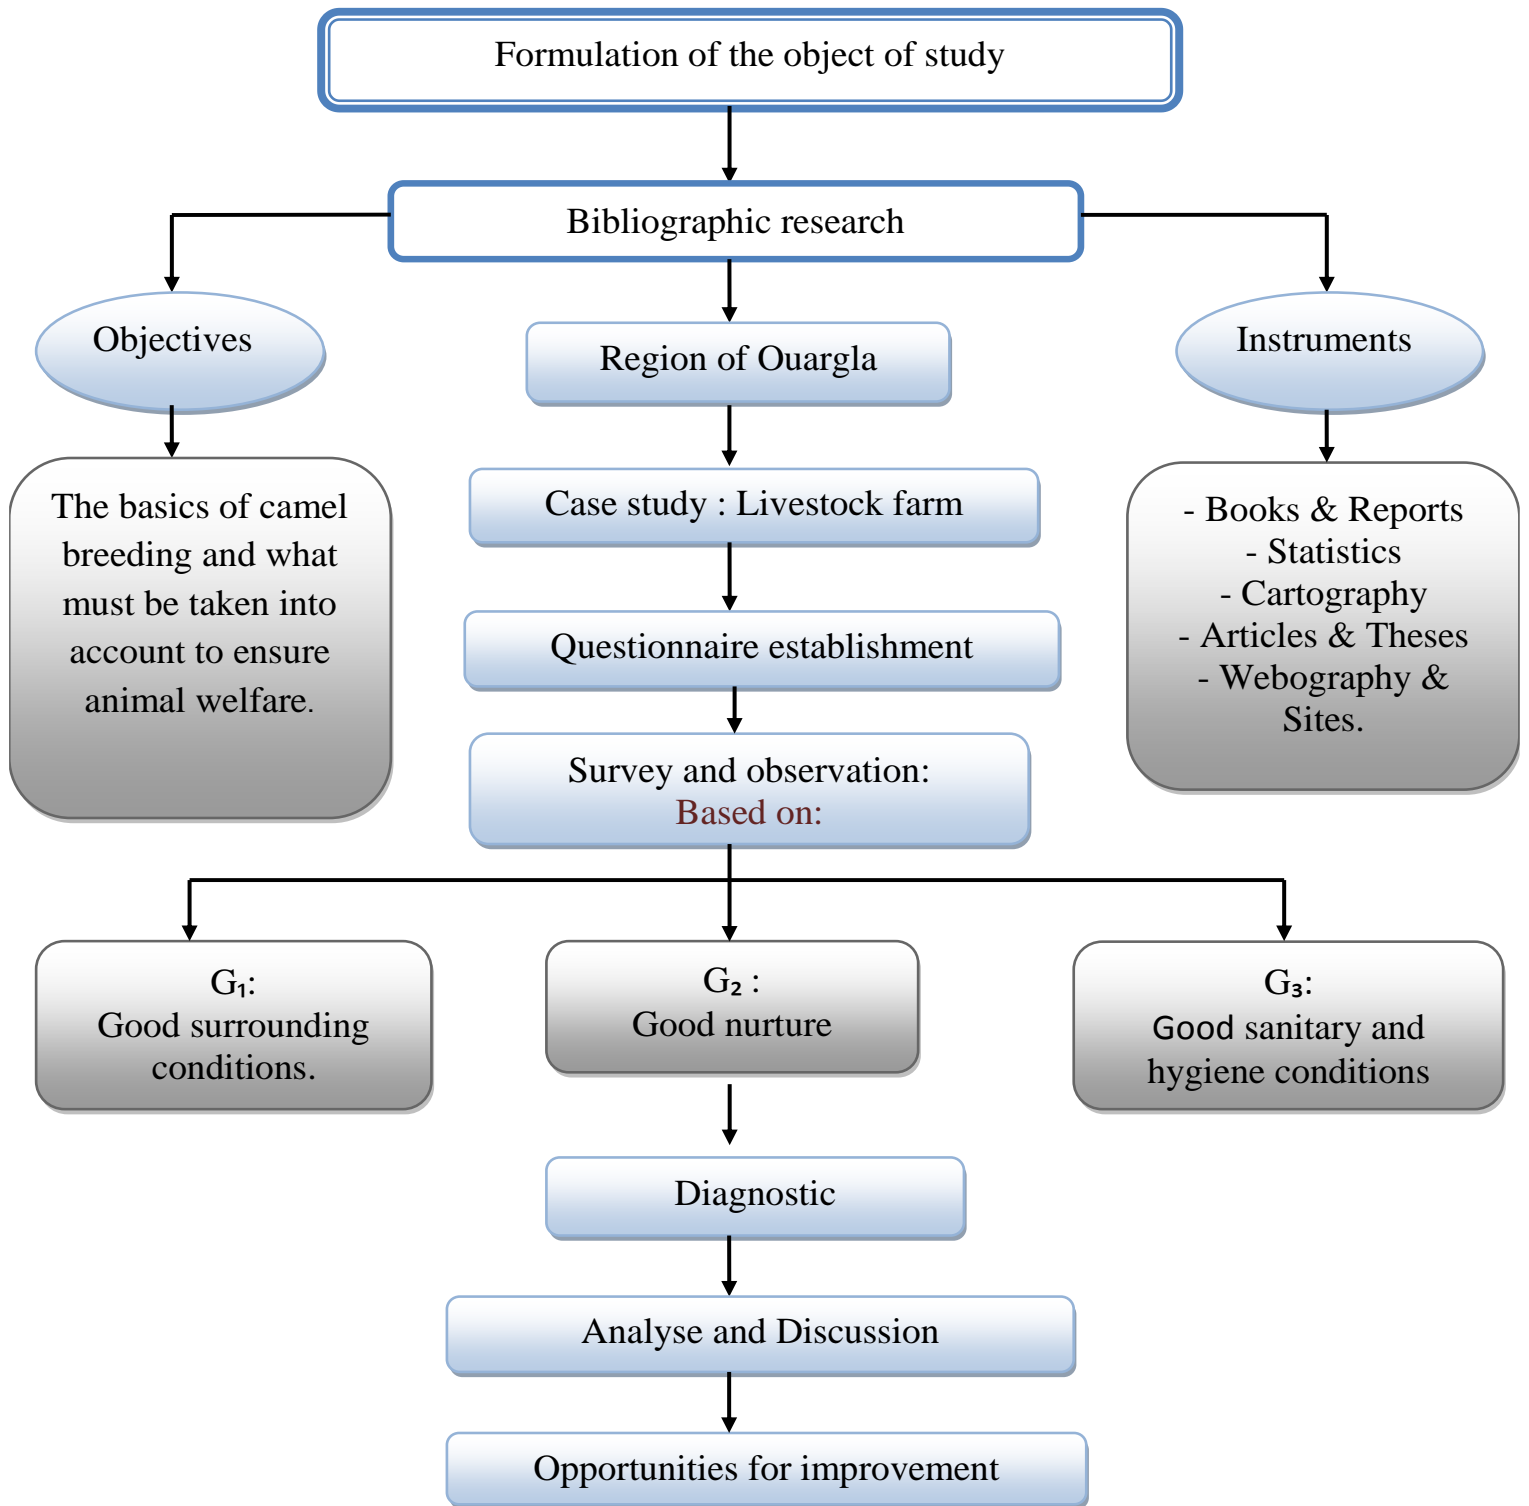 Formulation of the object of study
Bibliographic research
Objectives
Region of Ouargla
Instruments
The basics of camel
breeding and what
must be taken into
account to ensure
animal welfare.
Case study : Livestock farm
- Books & Reports
- Statistics
- Cartography
- Articles & Theses
- Webography &
Sites.
Questionnaire establishment
Survey and observation:
Based on:
G₁:
Good surrounding
conditions.
G₂ :
Good nurture
G₃:
Good sanitary and
hygiene conditions
Diagnostic
Analyse and Discussion
Opportunities for improvement